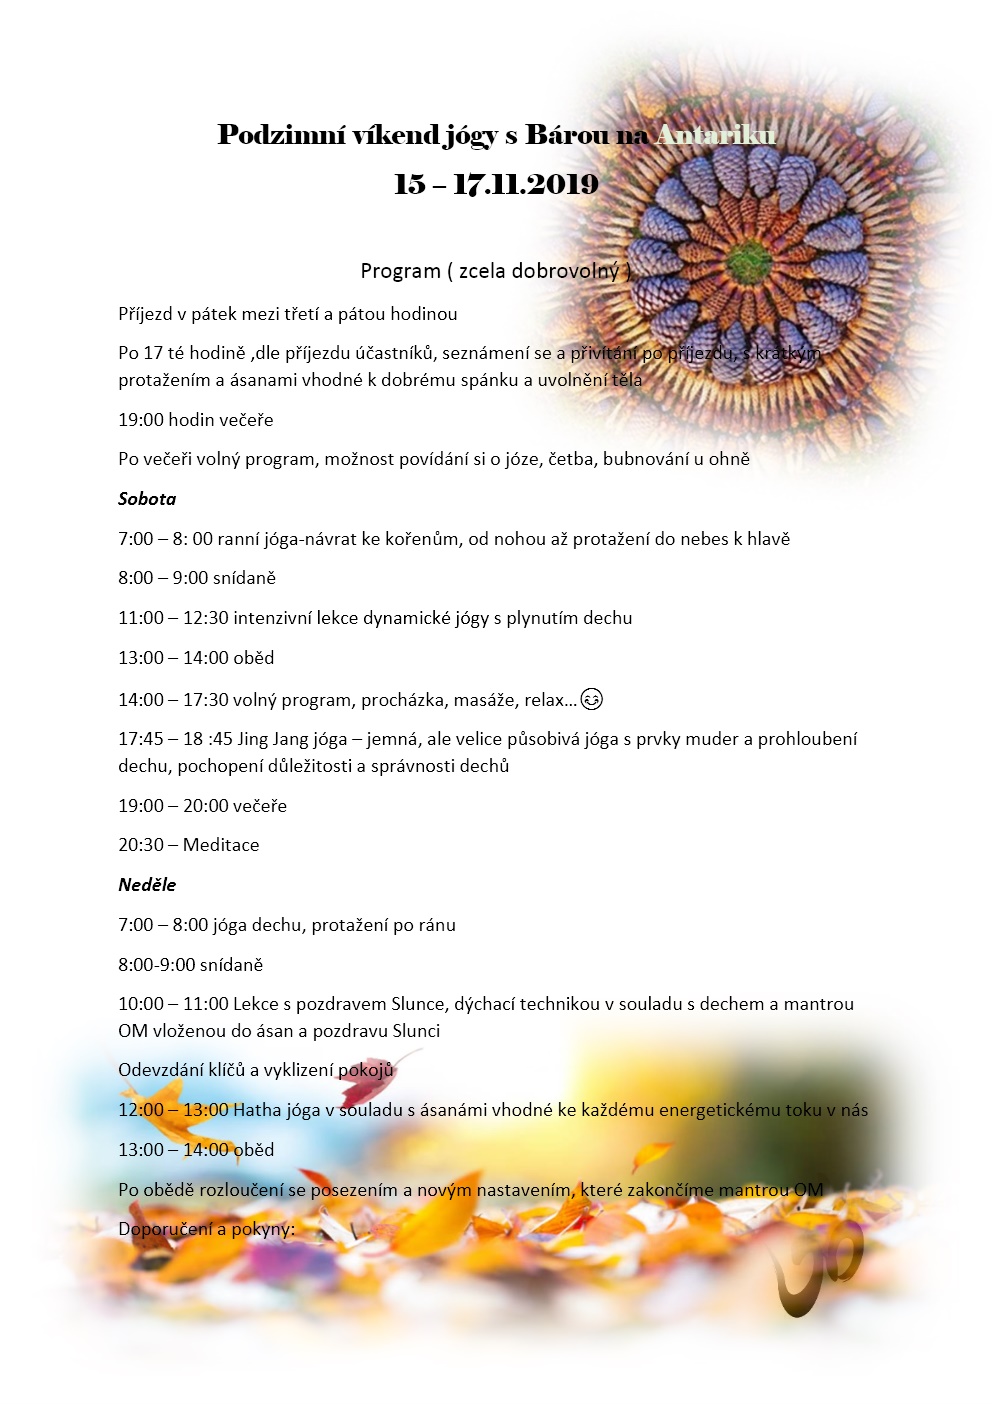 Podzimní víkend jógy s Bárou na Antariku
15 – 17.11.2019
Program ( zcela dobrovolný )
Příjezd v pátek mezi třetí a pátou hodinou
Po 17 té hodině ,dle příjezdu účastníků, seznámení se a přivítání po příjezdu, s krátkým
protažením a ásanami vhodné k dobrému spánku a uvolnění těla
19:00 hodin večeře
Po večeři volný program, možnost povídání si o józe, četba, bubnování u ohně
Sobota
7:00 – 8: 00 ranní jóga-návrat ke kořenům, od nohou až protažení do nebes k hlavě
8:00 – 9:00 snídaně
11:00 – 12:30 intenzivní lekce dynamické jógy s plynutím dechu
13:00 – 14:00 oběd
14:00 – 17:30 volný program, procházka, masáže, relax…😊
17:45 – 18 :45 Jing Jang jóga – jemná, ale velice působivá jóga s prvky muder a prohloubení
dechu, pochopení důležitosti a správnosti dechů
19:00 – 20:00 večeře
20:30 – Meditace
Neděle
7:00 – 8:00 jóga dechu, protažení po ránu
8:00-9:00 snídaně
10:00 – 11:00 Lekce s pozdravem Slunce, dýchací technikou v souladu s dechem a mantrou
OM vloženou do ásan a pozdravu Slunci
Odevzdání klíčů a vyklizení pokojů
12:00 – 13:00 Hatha jóga v souladu s ásanámi vhodné ke každému energetickému toku v nás
13:00 – 14:00 oběd
Po obědě rozloučení se posezením a novým nastavením, které zakončíme mantrou OM
Doporučení a pokyny: